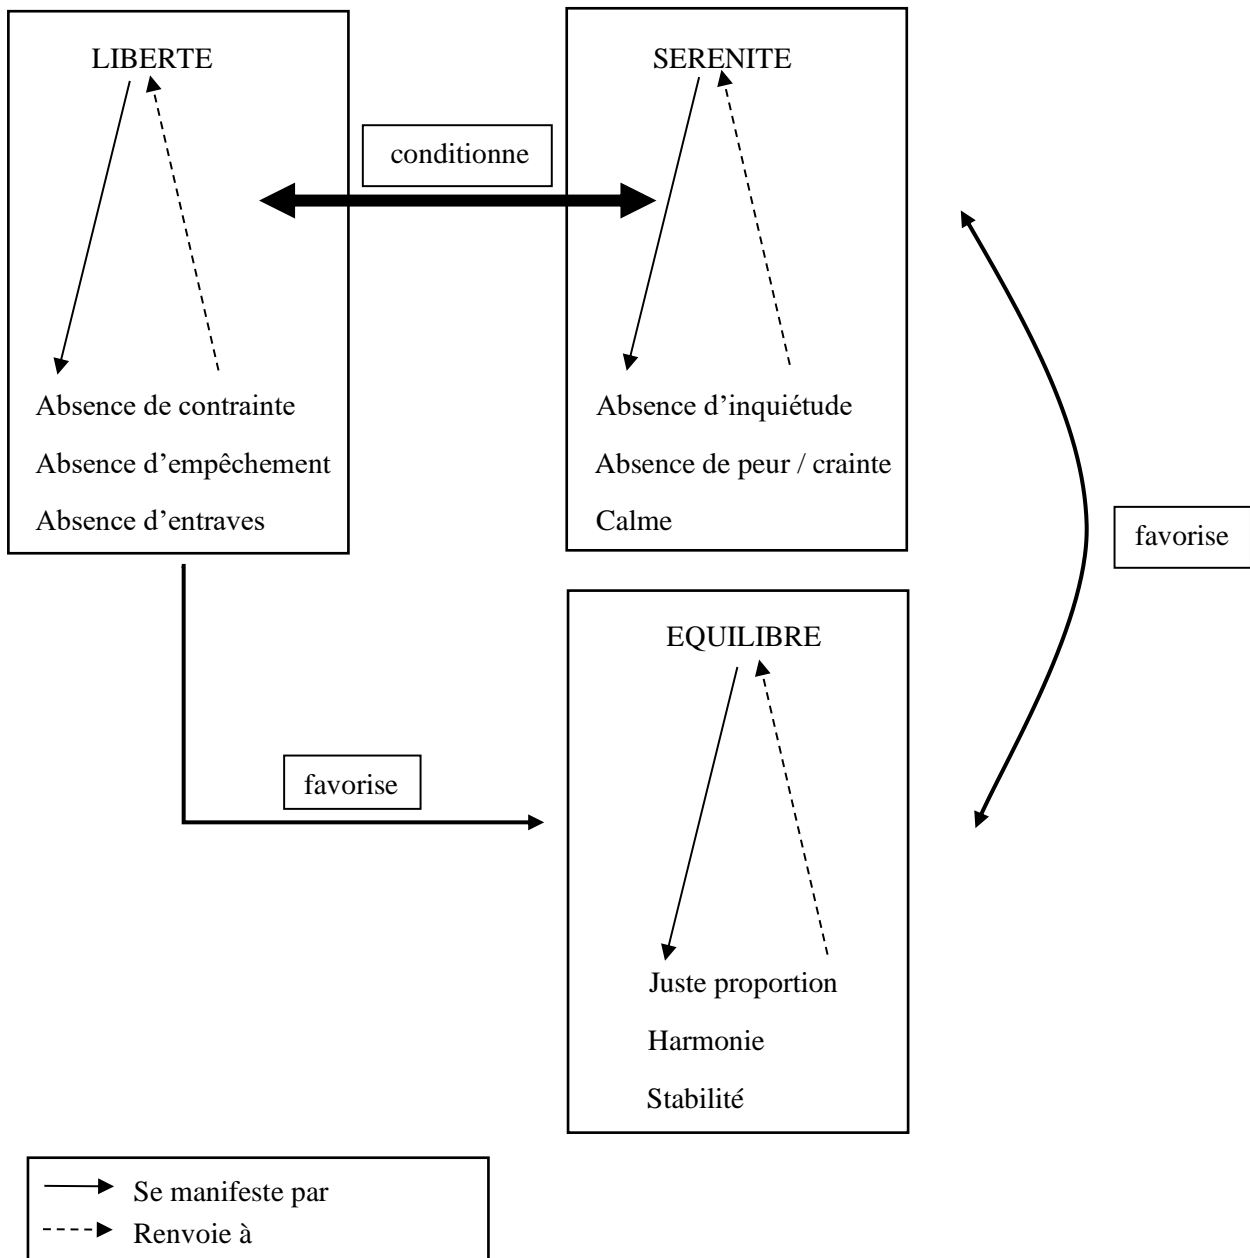 LIBERTE
SERENITE
conditionne
Absence de contrainte
Absence d’empêchement
Absence d’entraves
Absence d’inquiétude
Absence de peur / crainte
Calme
favorise
EQUILIBRE
favorise
Juste proportion
Harmonie
Stabilité
Se manifeste par
Renvoie à